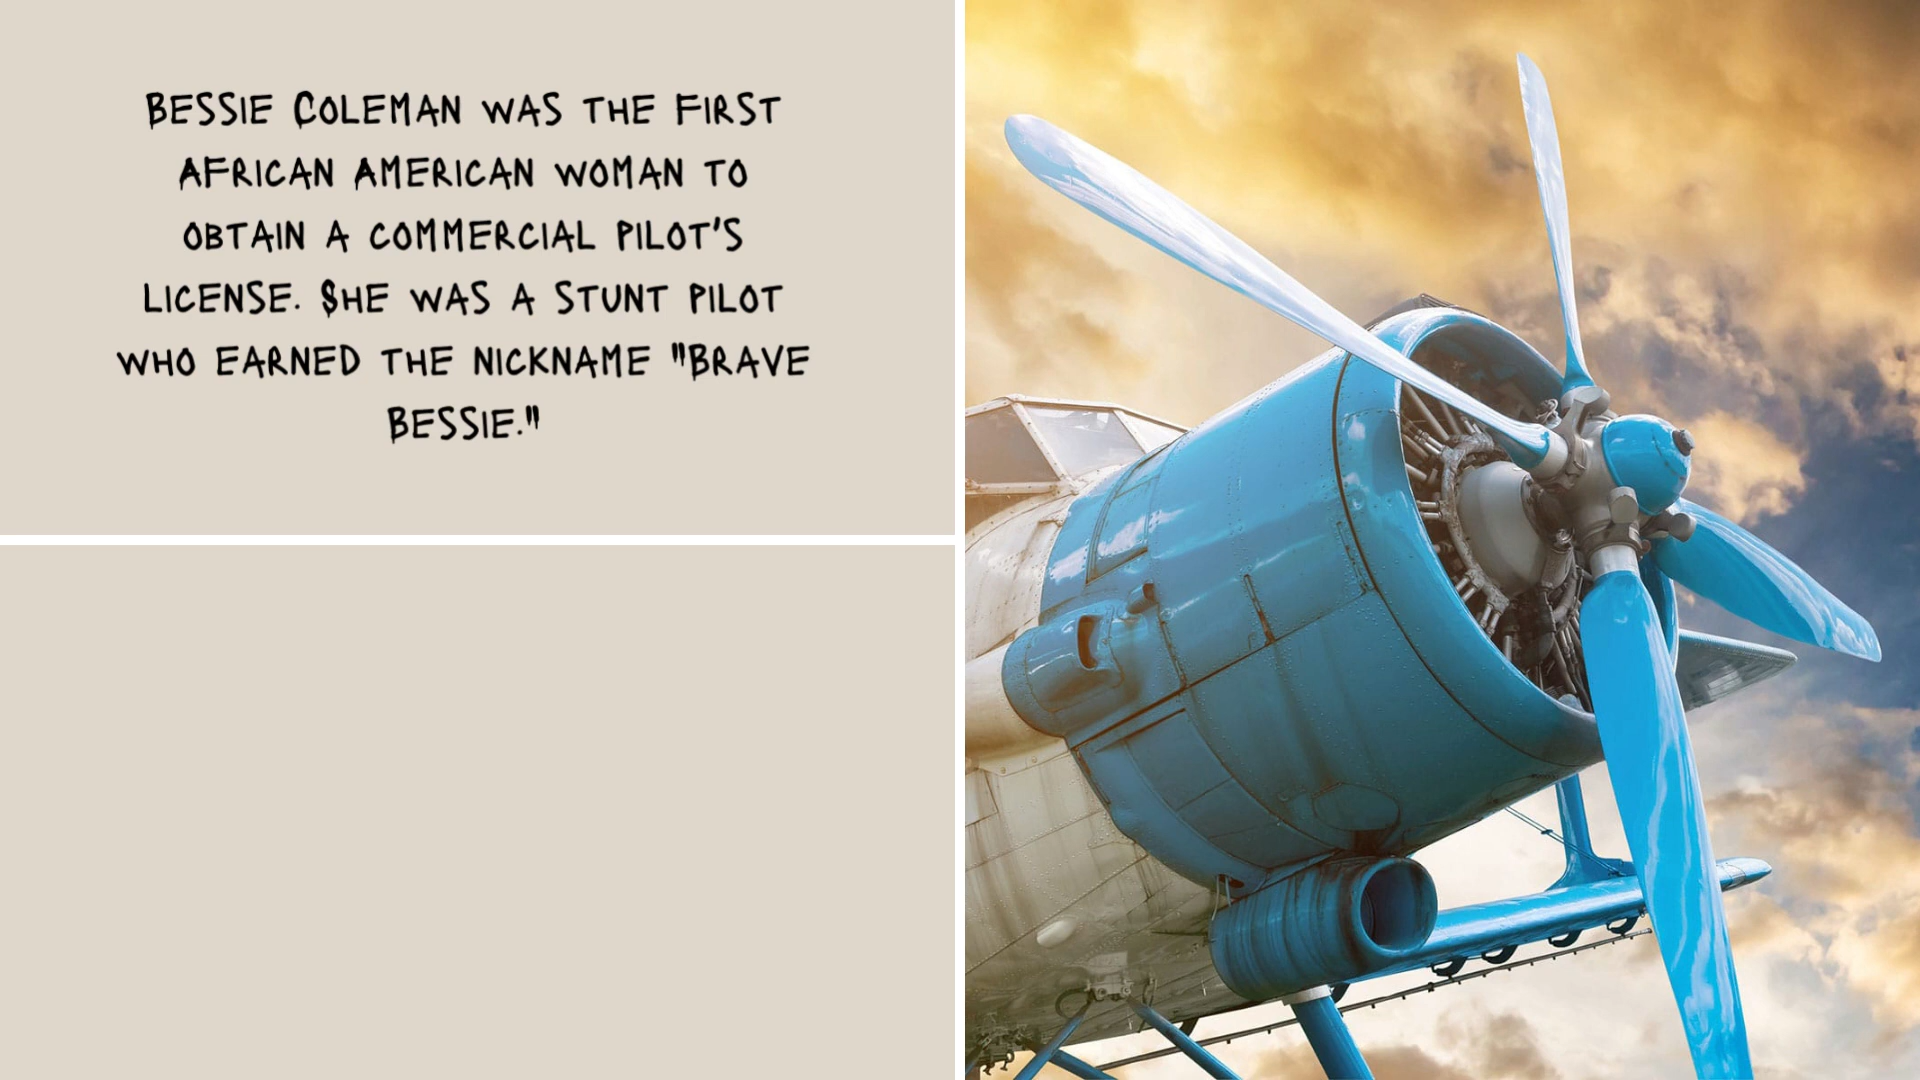 BESSIE COLEMAN WAS THE FIRST
AFRICAN AMERICAN WOMAN TO
OBTAIN A COMMERCIAL PILOT'S
LICENSE. SHE WAS A STUNT PILOT
WHO EARNED THE NICKNAME "BRAVE
BESSIE."